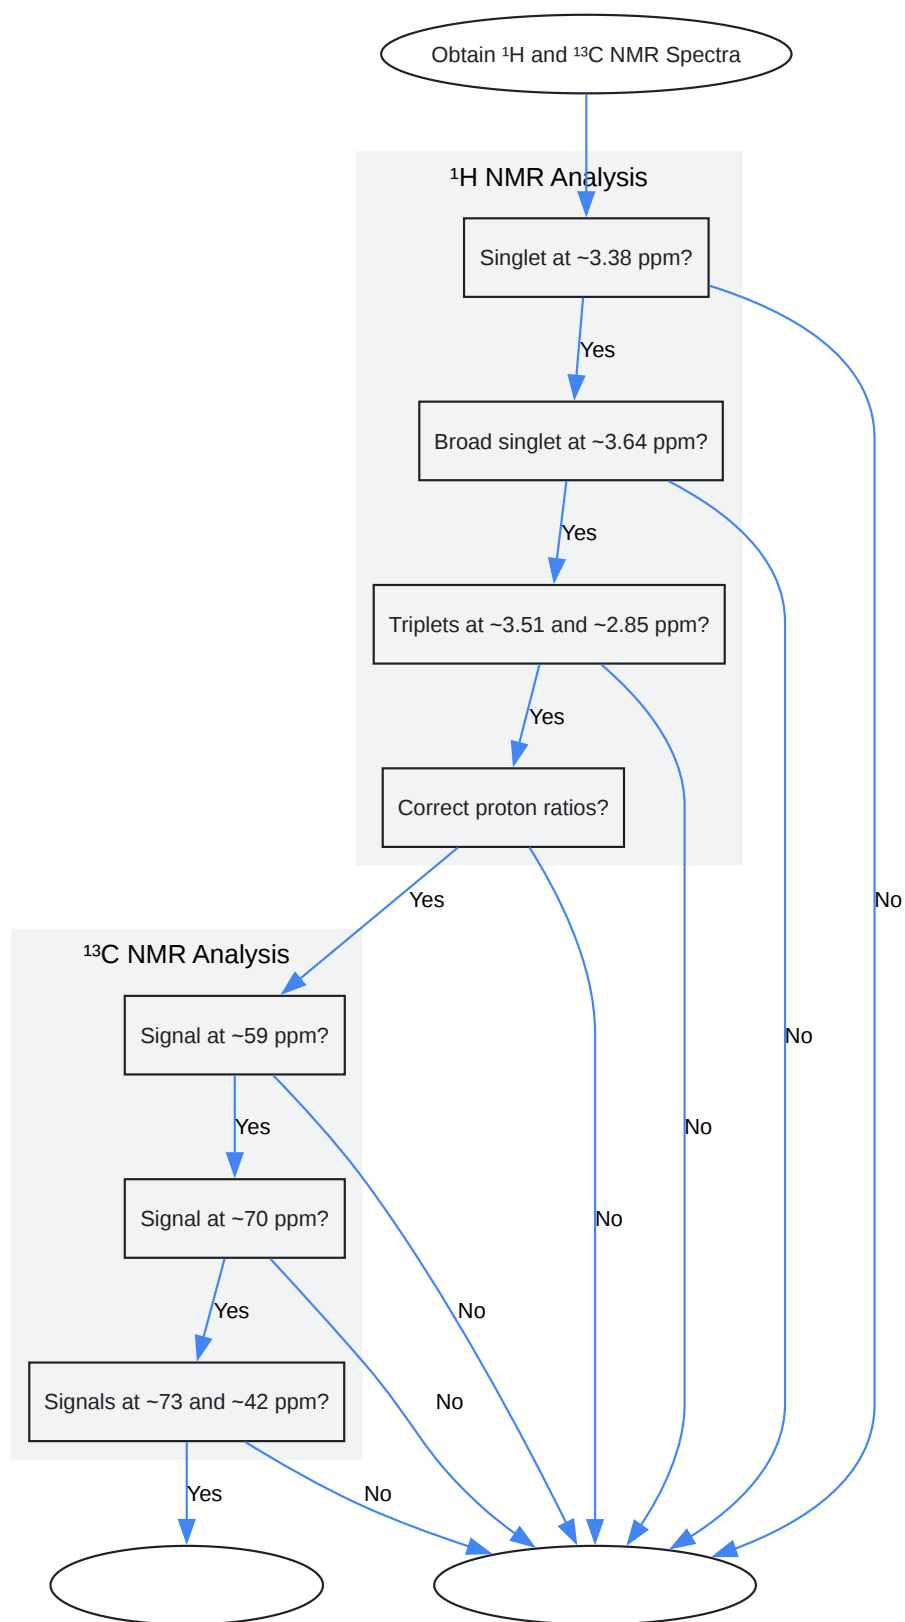 Obtain ¹H and ¹³C NMR Spectra
¹H NMR Analysis
Singlet at ~3.38 ppm?
Yes
Broad singlet at ~3.64 ppm?
Yes
Triplets at ~3.51 and ~2.85 ppm?
Yes
Correct proton ratios?
Yes
No
¹³C NMR Analysis
Signal at ~59 ppm?
No
Yes
No
Signal at ~70 ppm?
No
Yes
No
Signals at ~73 and ~42 ppm?
No
Yes
No